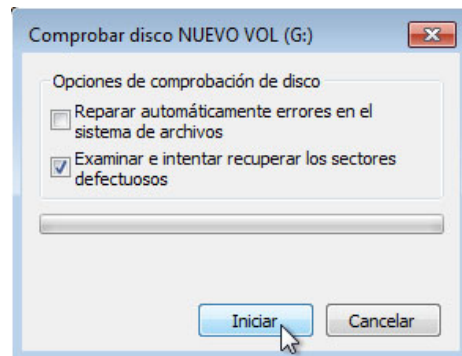 Comprobar disco NUEVO VOL (G:)
Opciones de comprobación de disco
Reparar automáticamente errores en el
sistema de archivos
Examinar e intentar recuperar los sectores
defectuosos
Iniciar
Cancelar